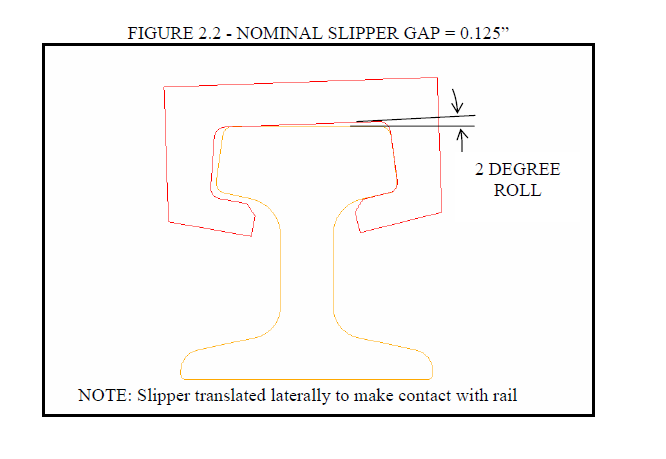 FIGURE 2.2 - NOMINAL SLIPPER GAP = 0.125”
2 DEGREE
ROLL
NOTE: Slipper translated laterally to make contact with rail